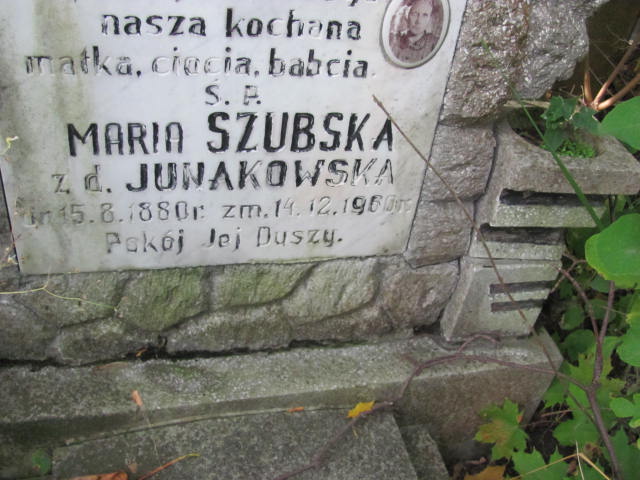 nasza kochana
matka, ciocia, babcia.
Ś. P.
MARIA SZUBSKA
z d. JUNAKOWSKA
ur. 15.8.1880r. zm. 14.12.1960r.
Pokój Jej Duszy.